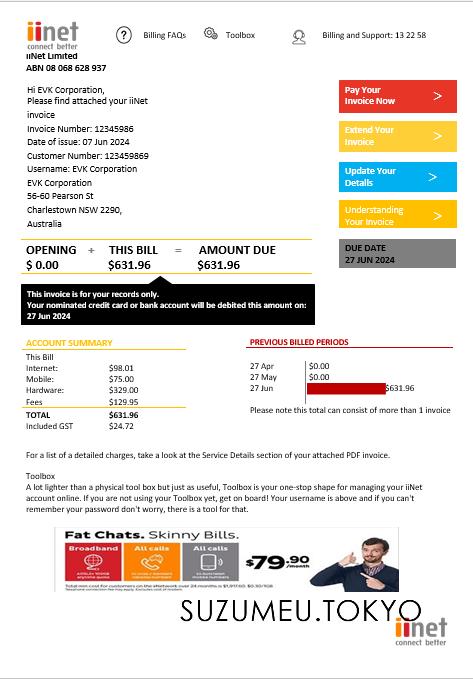 iinet
connect better
Billing FAQs
Toolbox
Billing and Support: 13 22 58
iiNet Limited
ABN 08 068 628 937
Hi EVK Corporation,
Please find attached your iiNet
invoice
Invoice Number: 12345986
Date of issue: 07 Jun 2024
Customer Number: 123459869
Username: EVK Corporation
EVK Corporation
56-60 Pearson St
Charlestown NSW 2290,
Australia
Pay Your
Invoice Now >
Extend Your
Invoice >
Update Your
Details >
Understanding
Your Invoice >
OPENING + THIS BILL = AMOUNT DUE
$ 0.00 $631.96 $631.96
DUE DATE
27 JUN 2024
This invoice is for your records only.
Your nominated credit card or bank account will be debited this amount on:
27 Jun 2024
ACCOUNT SUMMARY
This Bill
Internet: $98.01
Mobile: $75.00
Hardware: $329.00
Fees $129.95
TOTAL $631.96
Included GST $24.72
PREVIOUS BILLED PERIODS
27 Apr $0.00
27 May $0.00
27 Jun $631.96
Please note this total can consist of more than 1 invoice
For a list of a detailed charges, take a look at the Service Details section of your attached PDF invoice.
Toolbox
A lot lighter than a physical tool box but just as useful, Toolbox is your one-stop shape for managing your iiNet
account online. If you are not using your Toolbox yet, get on board! Your username is above and if you can't
remember your password don't worry, there is a tool for that.
Fat Chats. Skinny Bills.
Broadband
All calls
All calls
$79.90
/month
SUZUMEU.TOKYO
iinet
connect better